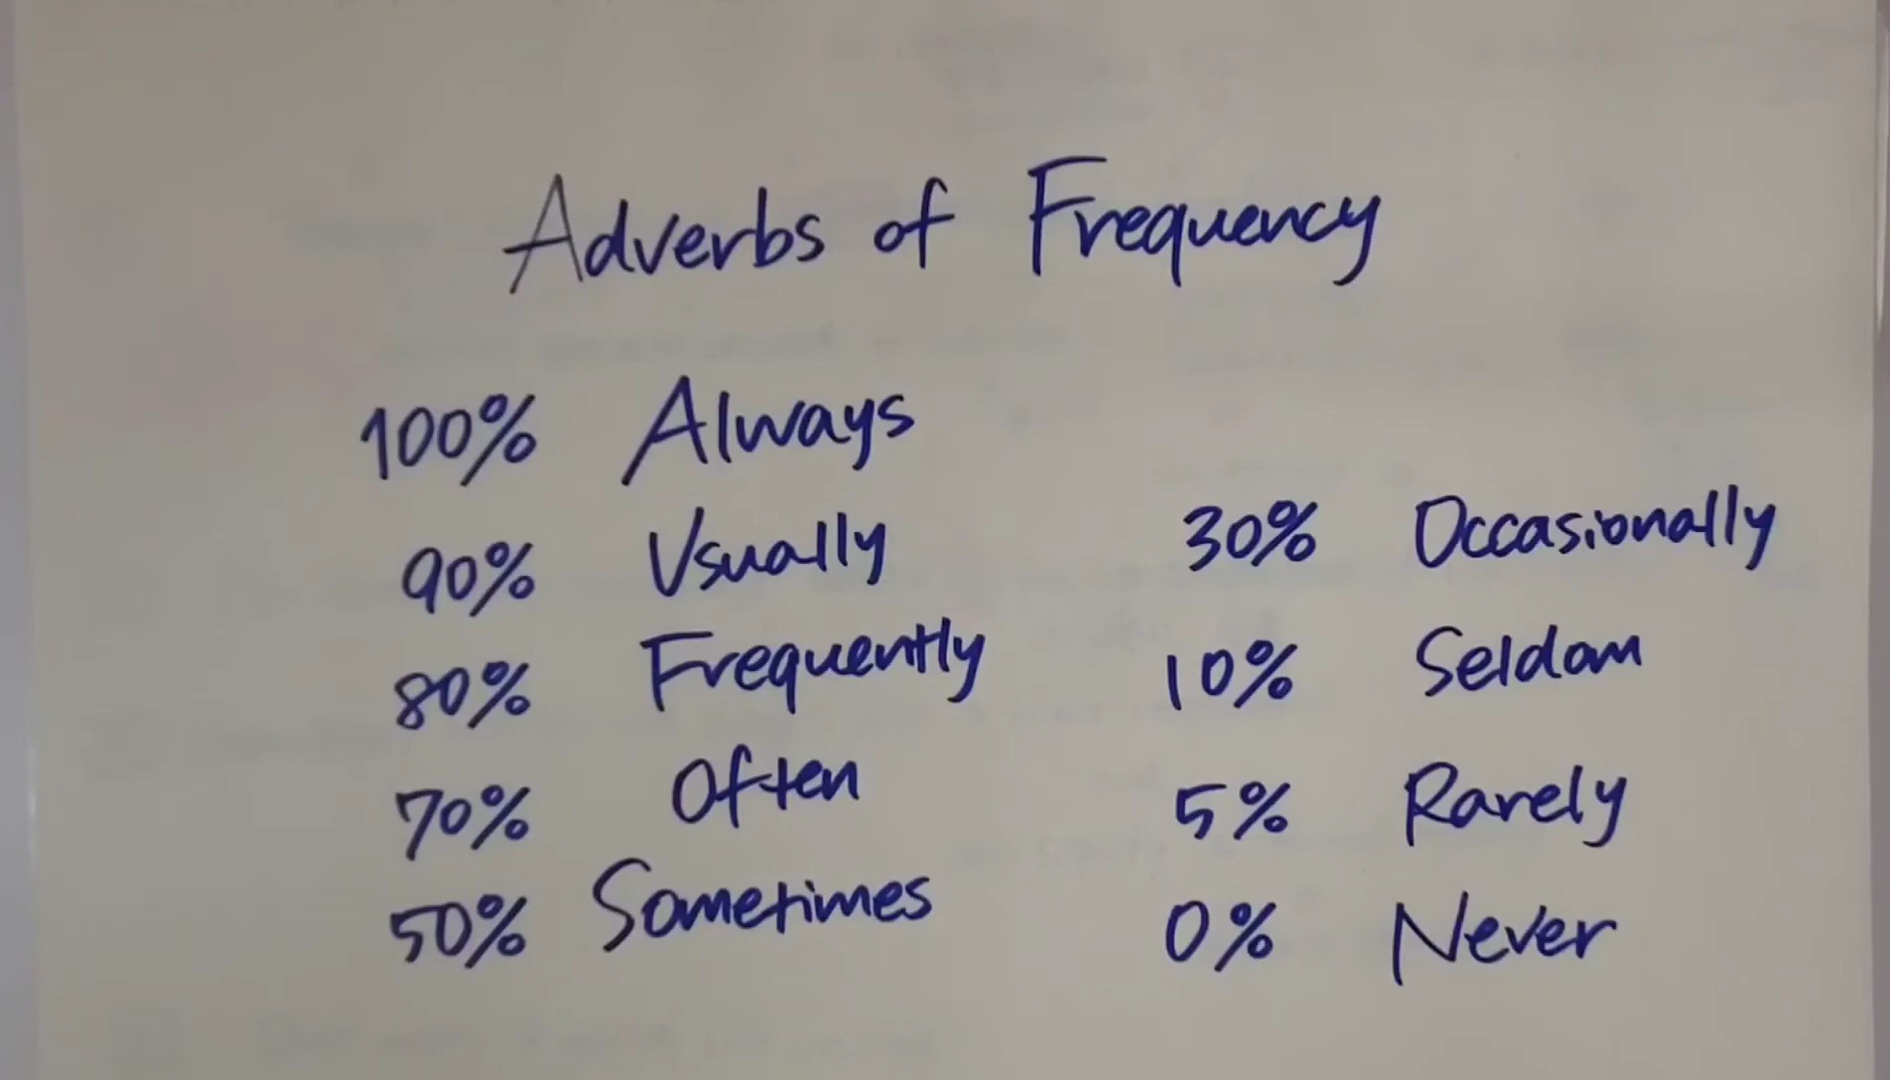 Adverbs of Frequency
100% Always
90% Usually
80% Frequently
70% Often
50% Sometimes
30% Occasionally
10% Seldom
5% Rarely
0% Never